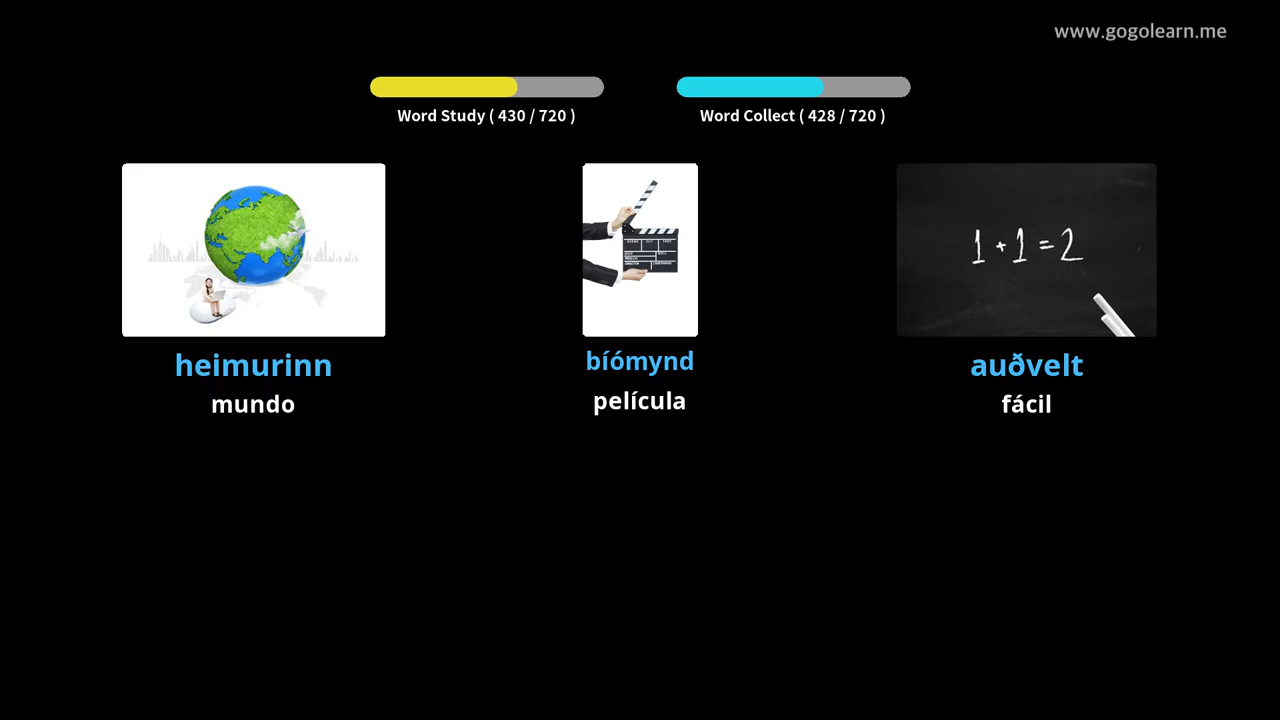 www.gogolearn.me
Word Study ( 430 / 720 )
Word Collect ( 428 / 720 )
1 + 1 = 2
heimurinn
mundo
bíómynd
película
auðvelt
fácil